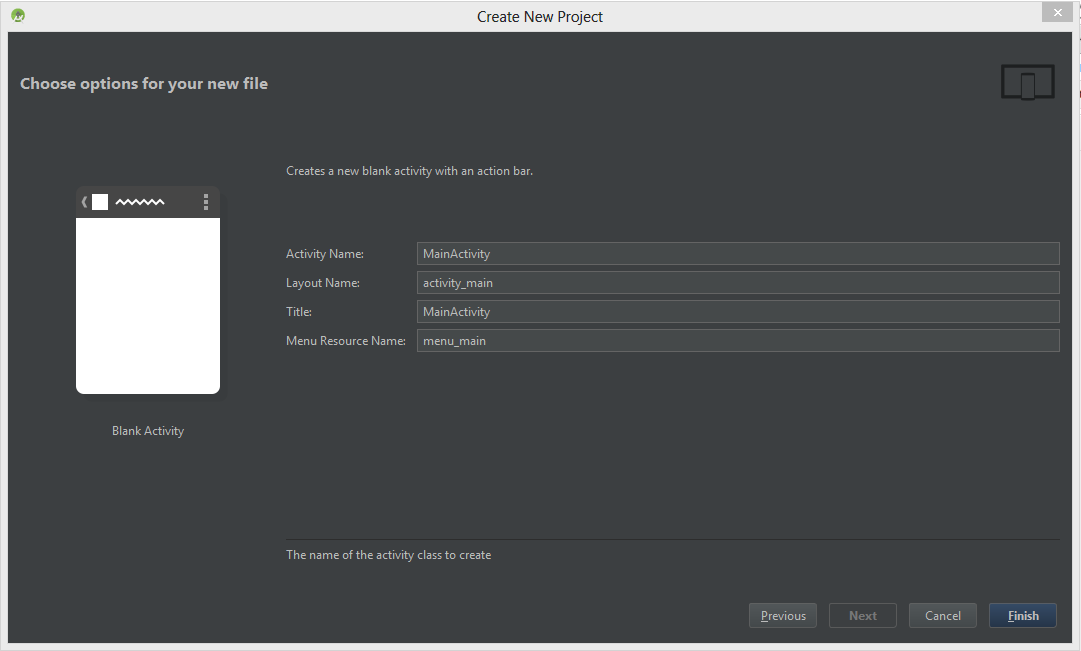 Create New Project
Choose options for your new file
Creates a new blank activity with an action bar.
Activity Name: MainActivity
Layout Name: activity_main
Title: MainActivity
Menu Resource Name: menu_main
Blank Activity
The name of the activity class to create
Previous Next Cancel Finish